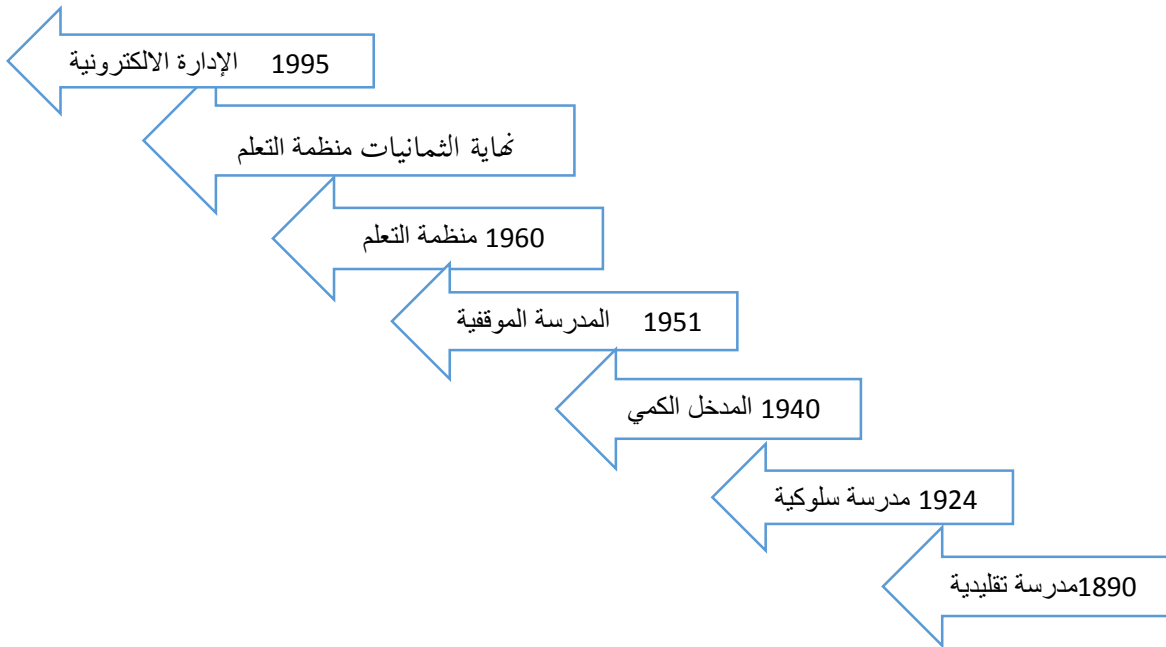 1995 الإدارة الالكترونية
نهاية الثمانيات منظمة التعلم
1960 منظمة التعلم
1951 المدرسة الموقفية
1940 المدخل الكمي
1924 مدرسة سلوكية
1890مدرسة تقليدية